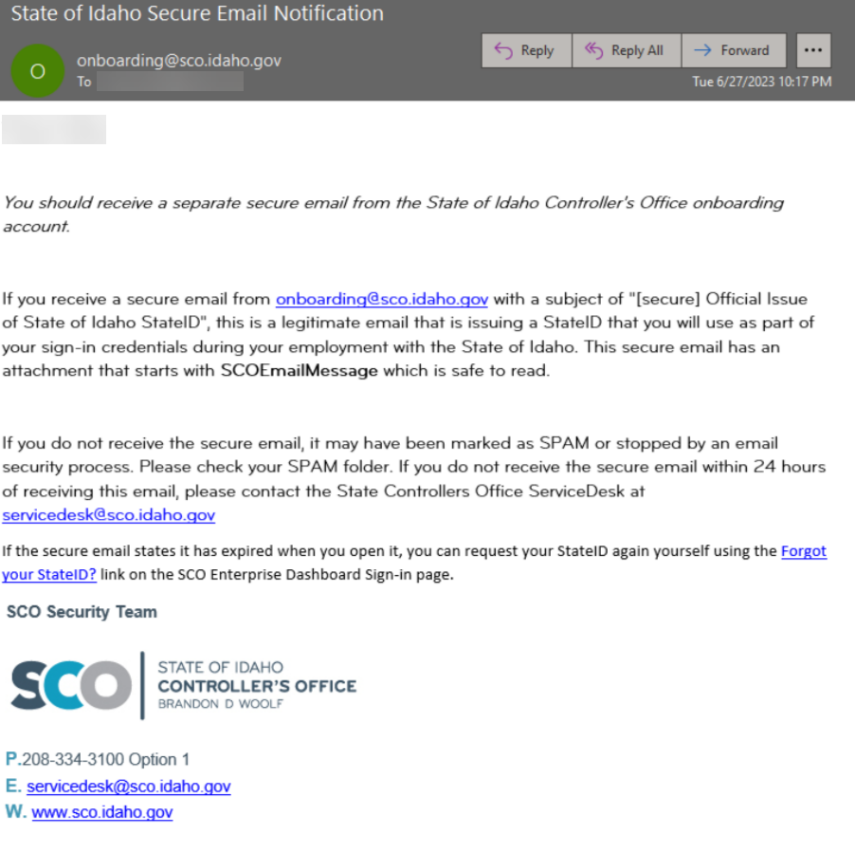 State of Idaho Secure Email Notification
O
onboarding@sco.idaho.gov
To
Reply
Reply All
Forward
Tue 6/27/2023 10:17 PM
You should receive a separate secure email from the State of Idaho Controller's Office onboarding
account.
If you receive a secure email from onboarding@sco.idaho.gov with a subject of "[secure] Official Issue
of State of Idaho StateID", this is a legitimate email that is issuing a StateID that you will use as part of
your sign-in credentials during your employment with the State of Idaho. This secure email has an
attachment that starts with SCOEmailMessage which is safe to read.
If you do not receive the secure email, it may have been marked as SPAM or stopped by an email
security process. Please check your SPAM folder. If you do not receive the secure email within 24 hours
of receiving this email, please contact the State Controllers Office ServiceDesk at
servicedesk@sco.idaho.gov
If the secure email states it has expired when you open it, you can request your StateID again yourself using the Forgot
your StateID? link on the SCO Enterprise Dashboard Sign-in page.
SCO Security Team
SCO
STATE OF IDAHO
CONTROLLER'S OFFICE
BRANDON D WOOLF
P.208-334-3100 Option 1
E. servicedesk@sco.idaho.gov
W. www.sco.idaho.gov